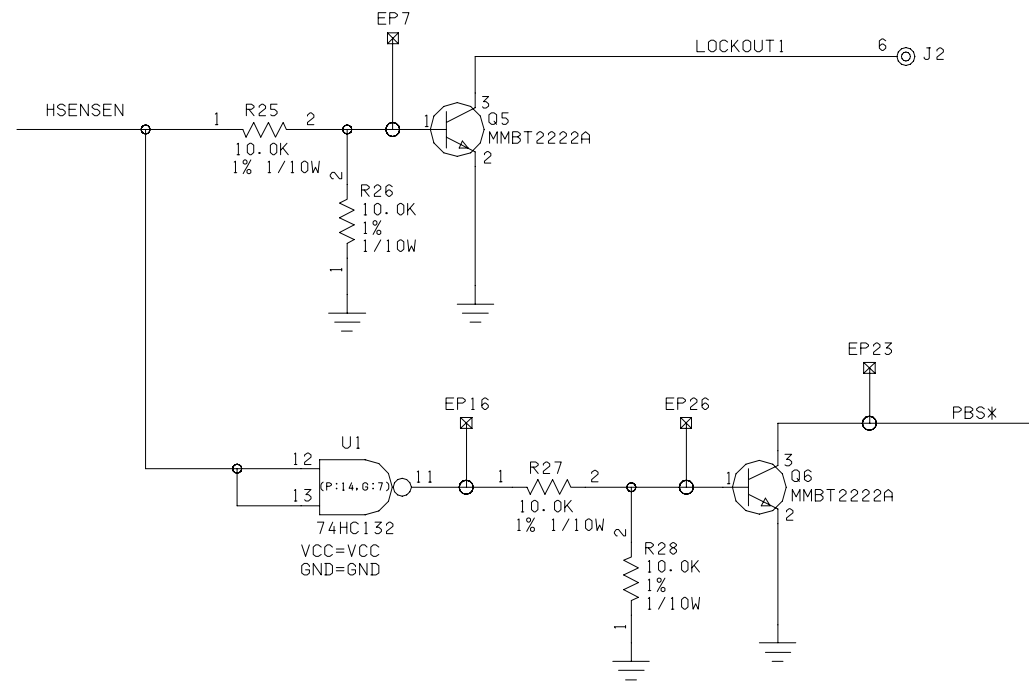 EP7
LOCKOUT1
6
J2
HSENSEN
1
R25
2
10.0K
1% 1/10W
1
3
Q5
MMBT2222A
2
2
R26
10.0K
1%
1/10W
1
EP23
PBS*
EP16
EP26
U1
12
13
(P:14,G:7)
11
74HC132
VCC=VCC
GND=GND
1
R27
2
10.0K
1% 1/10W
1
3
Q6
MMBT2222A
2
2
R28
10.0K
1%
1/10W
1